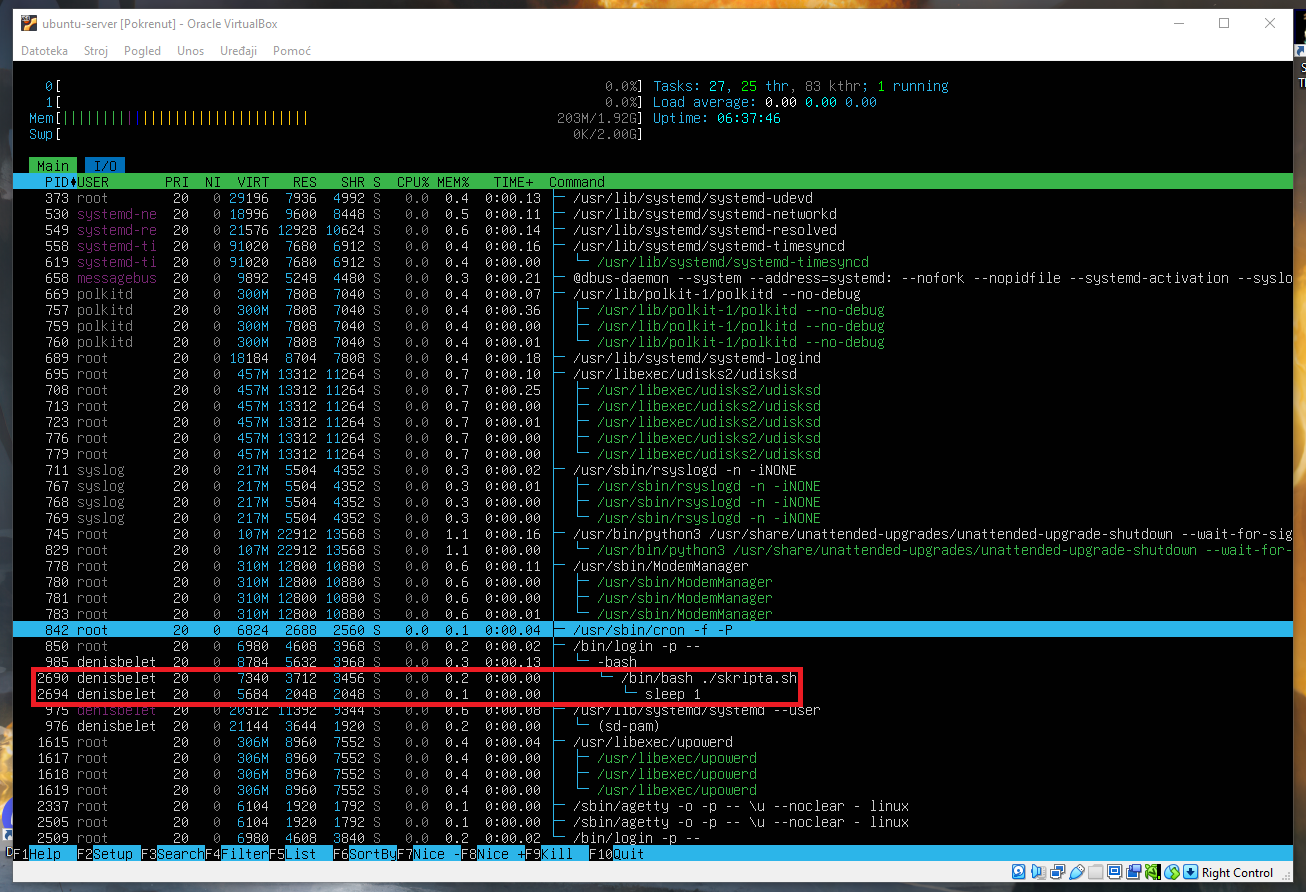 ubuntu-server [Pokrenut] - Oracle VirtualBox
Datoteka Stroj Pogled Unos Uređaji Pomoć
0[ 0.0%] Tasks: 27, 25 thr, 83 kthr; 1 running
1[ 0.0%] Load average: 0.00 0.00 0.00
Mem[|||||||||||||||||||||||||||||||| 203M/1.92G] Uptime: 06:37:46
Swp[ 0K/2.00G]
Main I/O
PID♦USER PRI NI VIRT RES SHR S CPU% MEM% TIME+ Command
373 root 20 0 29196 7936 4992 S 0.0 0.4 0:00.13 ├─ /usr/lib/systemd/systemd-udevd
530 systemd-ne 20 0 18996 9600 8448 S 0.0 0.5 0:00.11 ├─ /usr/lib/systemd/systemd-networkd
549 systemd-re 20 0 21576 12928 10624 S 0.0 0.6 0:00.14 ├─ /usr/lib/systemd/systemd-resolved
558 systemd-ti 20 0 91020 7680 6912 S 0.0 0.4 0:00.16 ├─ /usr/lib/systemd/systemd-timesyncd
619 systemd-ti 20 0 91020 7680 6912 S 0.0 0.4 0:00.00 │ └─ /usr/lib/systemd/systemd-timesyncd
658 messagebus 20 0 9892 5248 4480 S 0.0 0.3 0:00.21 ├─ @dbus-daemon --system --address=systemd: --nofork --nopidfile --systemd-activation --syslo
669 polkitd 20 0 300M 7808 7040 S 0.0 0.4 0:00.07 ├─ /usr/lib/polkit-1/polkitd --no-debug
757 polkitd 20 0 300M 7808 7040 S 0.0 0.4 0:00.36 │ ├─ /usr/lib/polkit-1/polkitd --no-debug
759 polkitd 20 0 300M 7808 7040 S 0.0 0.4 0:00.00 │ ├─ /usr/lib/polkit-1/polkitd --no-debug
760 polkitd 20 0 300M 7808 7040 S 0.0 0.4 0:00.01 │ └─ /usr/lib/polkit-1/polkitd --no-debug
689 root 20 0 18184 8704 7808 S 0.0 0.4 0:00.18 ├─ /usr/lib/systemd/systemd-logind
695 root 20 0 457M 13312 11264 S 0.0 0.7 0:00.10 ├─ /usr/libexec/udisks2/udisksd
708 root 20 0 457M 13312 11264 S 0.0 0.7 0:00.25 │ ├─ /usr/libexec/udisks2/udisksd
713 root 20 0 457M 13312 11264 S 0.0 0.7 0:00.00 │ ├─ /usr/libexec/udisks2/udisksd
723 root 20 0 457M 13312 11264 S 0.0 0.7 0:00.01 │ ├─ /usr/libexec/udisks2/udisksd
776 root 20 0 457M 13312 11264 S 0.0 0.7 0:00.00 │ ├─ /usr/libexec/udisks2/udisksd
779 root 20 0 457M 13312 11264 S 0.0 0.7 0:00.00 │ └─ /usr/libexec/udisks2/udisksd
711 syslog 20 0 217M 5504 4352 S 0.0 0.3 0:00.02 ├─ /usr/sbin/rsyslogd -n -iNONE
767 syslog 20 0 217M 5504 4352 S 0.0 0.3 0:00.01 │ ├─ /usr/sbin/rsyslogd -n -iNONE
768 syslog 20 0 217M 5504 4352 S 0.0 0.3 0:00.00 │ ├─ /usr/sbin/rsyslogd -n -iNONE
769 syslog 20 0 217M 5504 4352 S 0.0 0.3 0:00.00 │ └─ /usr/sbin/rsyslogd -n -iNONE
745 root 20 0 107M 22912 13568 S 0.0 1.1 0:00.16 ├─ /usr/bin/python3 /usr/share/unattended-upgrades/unattended-upgrade-shutdown --wait-for-sig
829 root 20 0 107M 22912 13568 S 0.0 1.1 0:00.00 │ └─ /usr/bin/python3 /usr/share/unattended-upgrades/unattended-upgrade-shutdown --wait-for-
778 root 20 0 310M 12800 10880 S 0.0 0.6 0:00.11 ├─ /usr/sbin/ModemManager
780 root 20 0 310M 12800 10880 S 0.0 0.6 0:00.00 │ ├─ /usr/sbin/ModemManager
781 root 20 0 310M 12800 10880 S 0.0 0.6 0:00.00 │ ├─ /usr/sbin/ModemManager
783 root 20 0 310M 12800 10880 S 0.0 0.6 0:00.01 │ └─ /usr/sbin/ModemManager
842 root 20 0 6824 2688 2560 S 0.0 0.1 0:00.04 ├─ /usr/sbin/cron -f -P
850 root 20 0 6980 4608 3968 S 0.0 0.2 0:00.02 ├─ /bin/login -p --
985 denisbelet 20 0 8784 5632 3968 S 0.0 0.3 0:00.13 │ └─ -bash
2690 denisbelet 20 0 7340 3712 3456 S 0.0 0.2 0:00.00 │ └─ /bin/bash ./skripta.sh
2694 denisbelet 20 0 5684 2048 2048 S 0.0 0.1 0:00.00 │ └─ sleep 1
975 denisbelet 20 0 20312 11392 9344 S 0.0 0.6 0:00.08 ├─ /usr/lib/systemd/systemd --user
976 denisbelet 20 0 21144 3644 1920 S 0.0 0.2 0:00.00 │ └─ (sd-pam)
1615 root 20 0 306M 8960 7552 S 0.0 0.4 0:00.04 ├─ /usr/libexec/upowerd
1617 root 20 0 306M 8960 7552 S 0.0 0.4 0:00.00 │ ├─ /usr/libexec/upowerd
1618 root 20 0 306M 8960 7552 S 0.0 0.4 0:00.00 │ ├─ /usr/libexec/upowerd
1619 root 20 0 306M 8960 7552 S 0.0 0.4 0:00.00 │ └─ /usr/libexec/upowerd
2337 root 20 0 6104 1920 1792 S 0.0 0.1 0:00.00 ├─ /sbin/agetty -o -p -- \u --noclear - linux
2505 root 20 0 6104 1920 1792 S 0.0 0.1 0:00.00 ├─ /sbin/agetty -o -p -- \u --noclear - linux
2509 root 20 0 6980 4608 3840 S 0.0 0.2 0:00.02 ├─ /bin/login -p --
F1Help F2Setup F3SearchF4FilterF5List F6SortByF7Nice -F8Nice +F9Kill F10Quit
Right Control